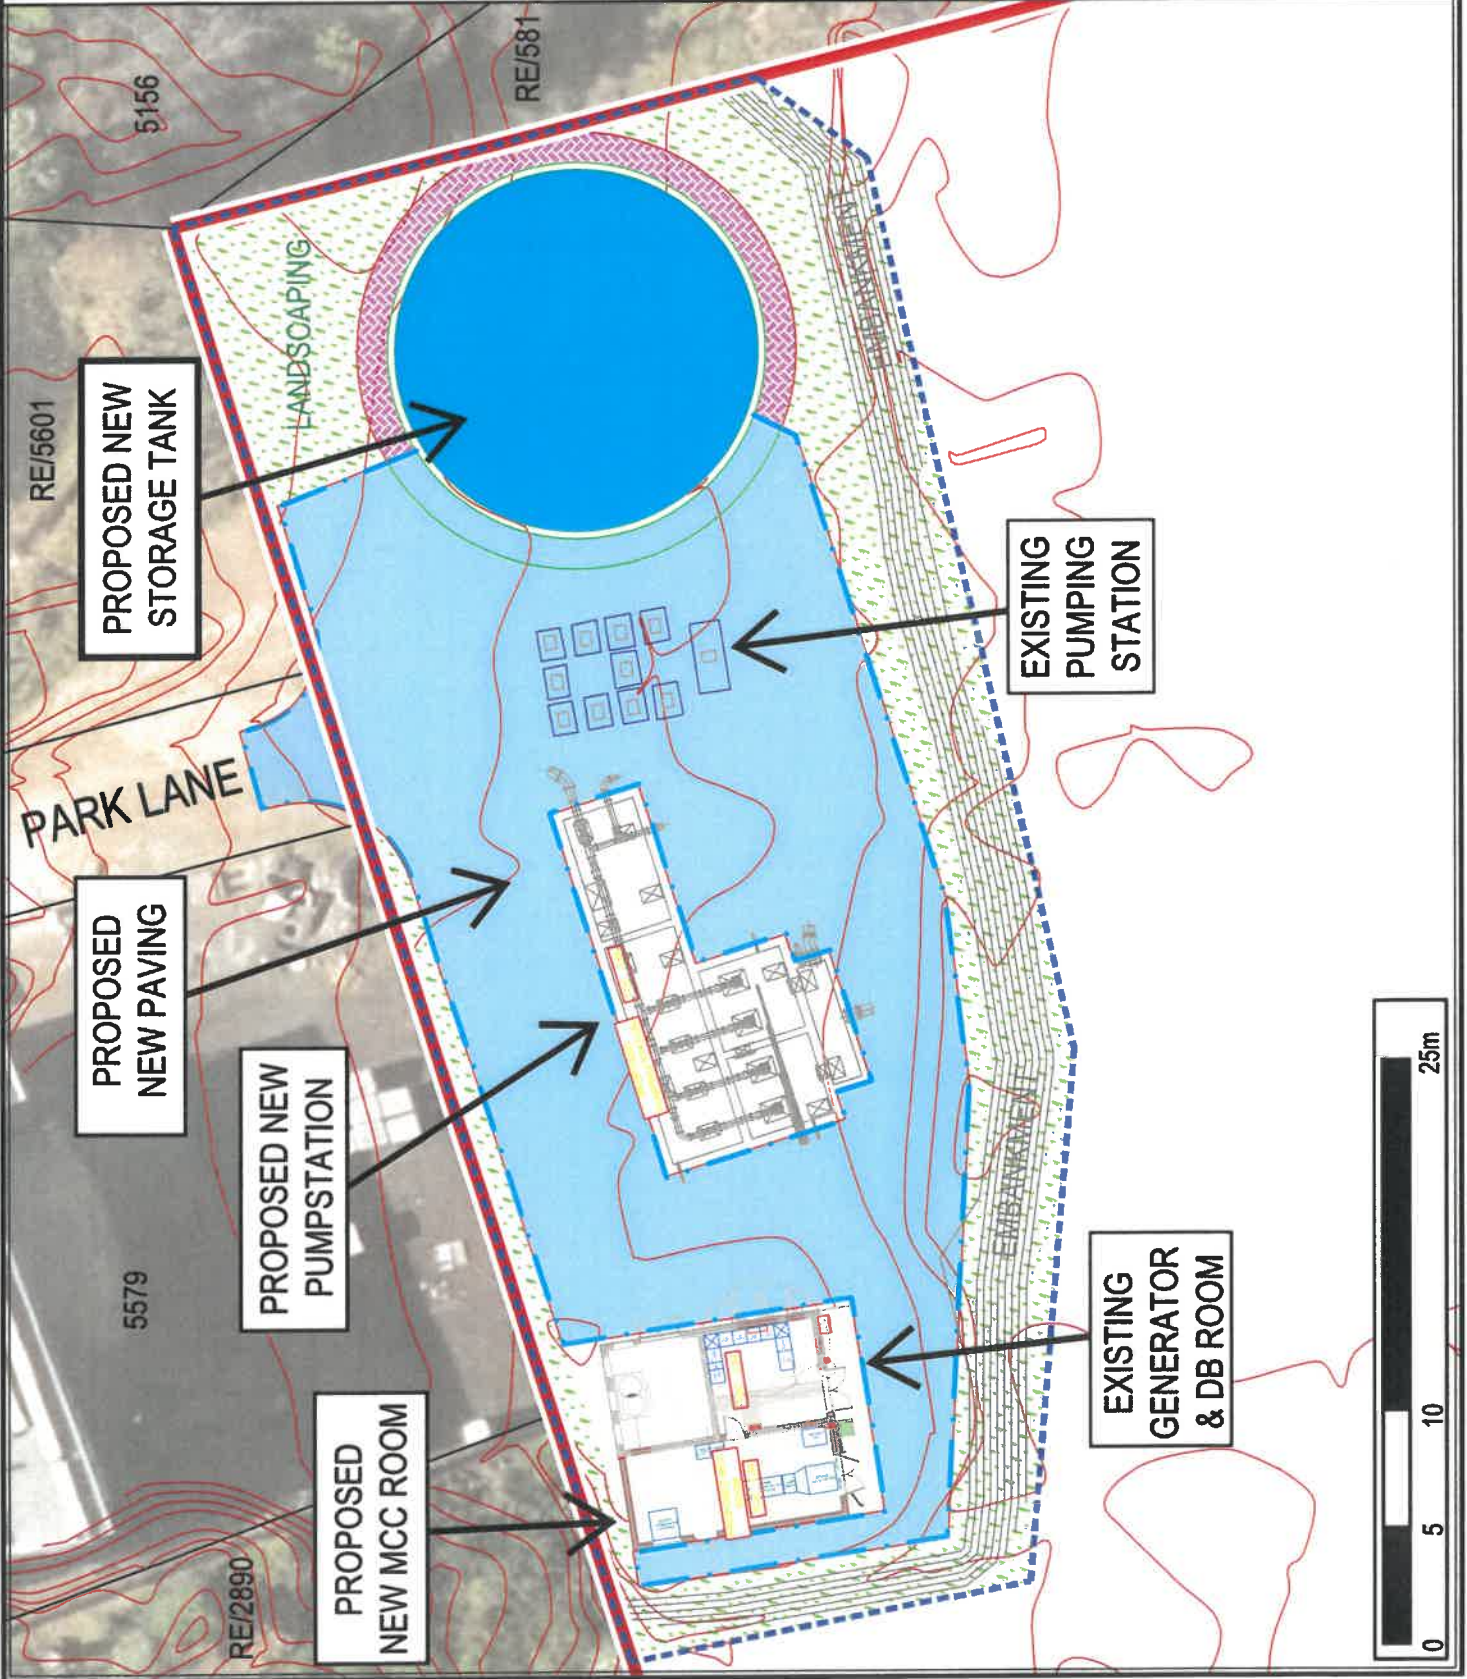 RE/2890
5579
RE/5601
5156
RE/581
PARK LANE
PROPOSED
NEW MCC ROOM
PROPOSED NEW
PUMPSTATION
PROPOSED
NEW PAVING
PROPOSED NEW
STORAGE TANK
LANDSCAPING
EMBANKMENT
EMBANKMENT
EXISTING
GENERATOR
& DB ROOM
EXISTING
PUMPING
STATION
0
5
10
25m